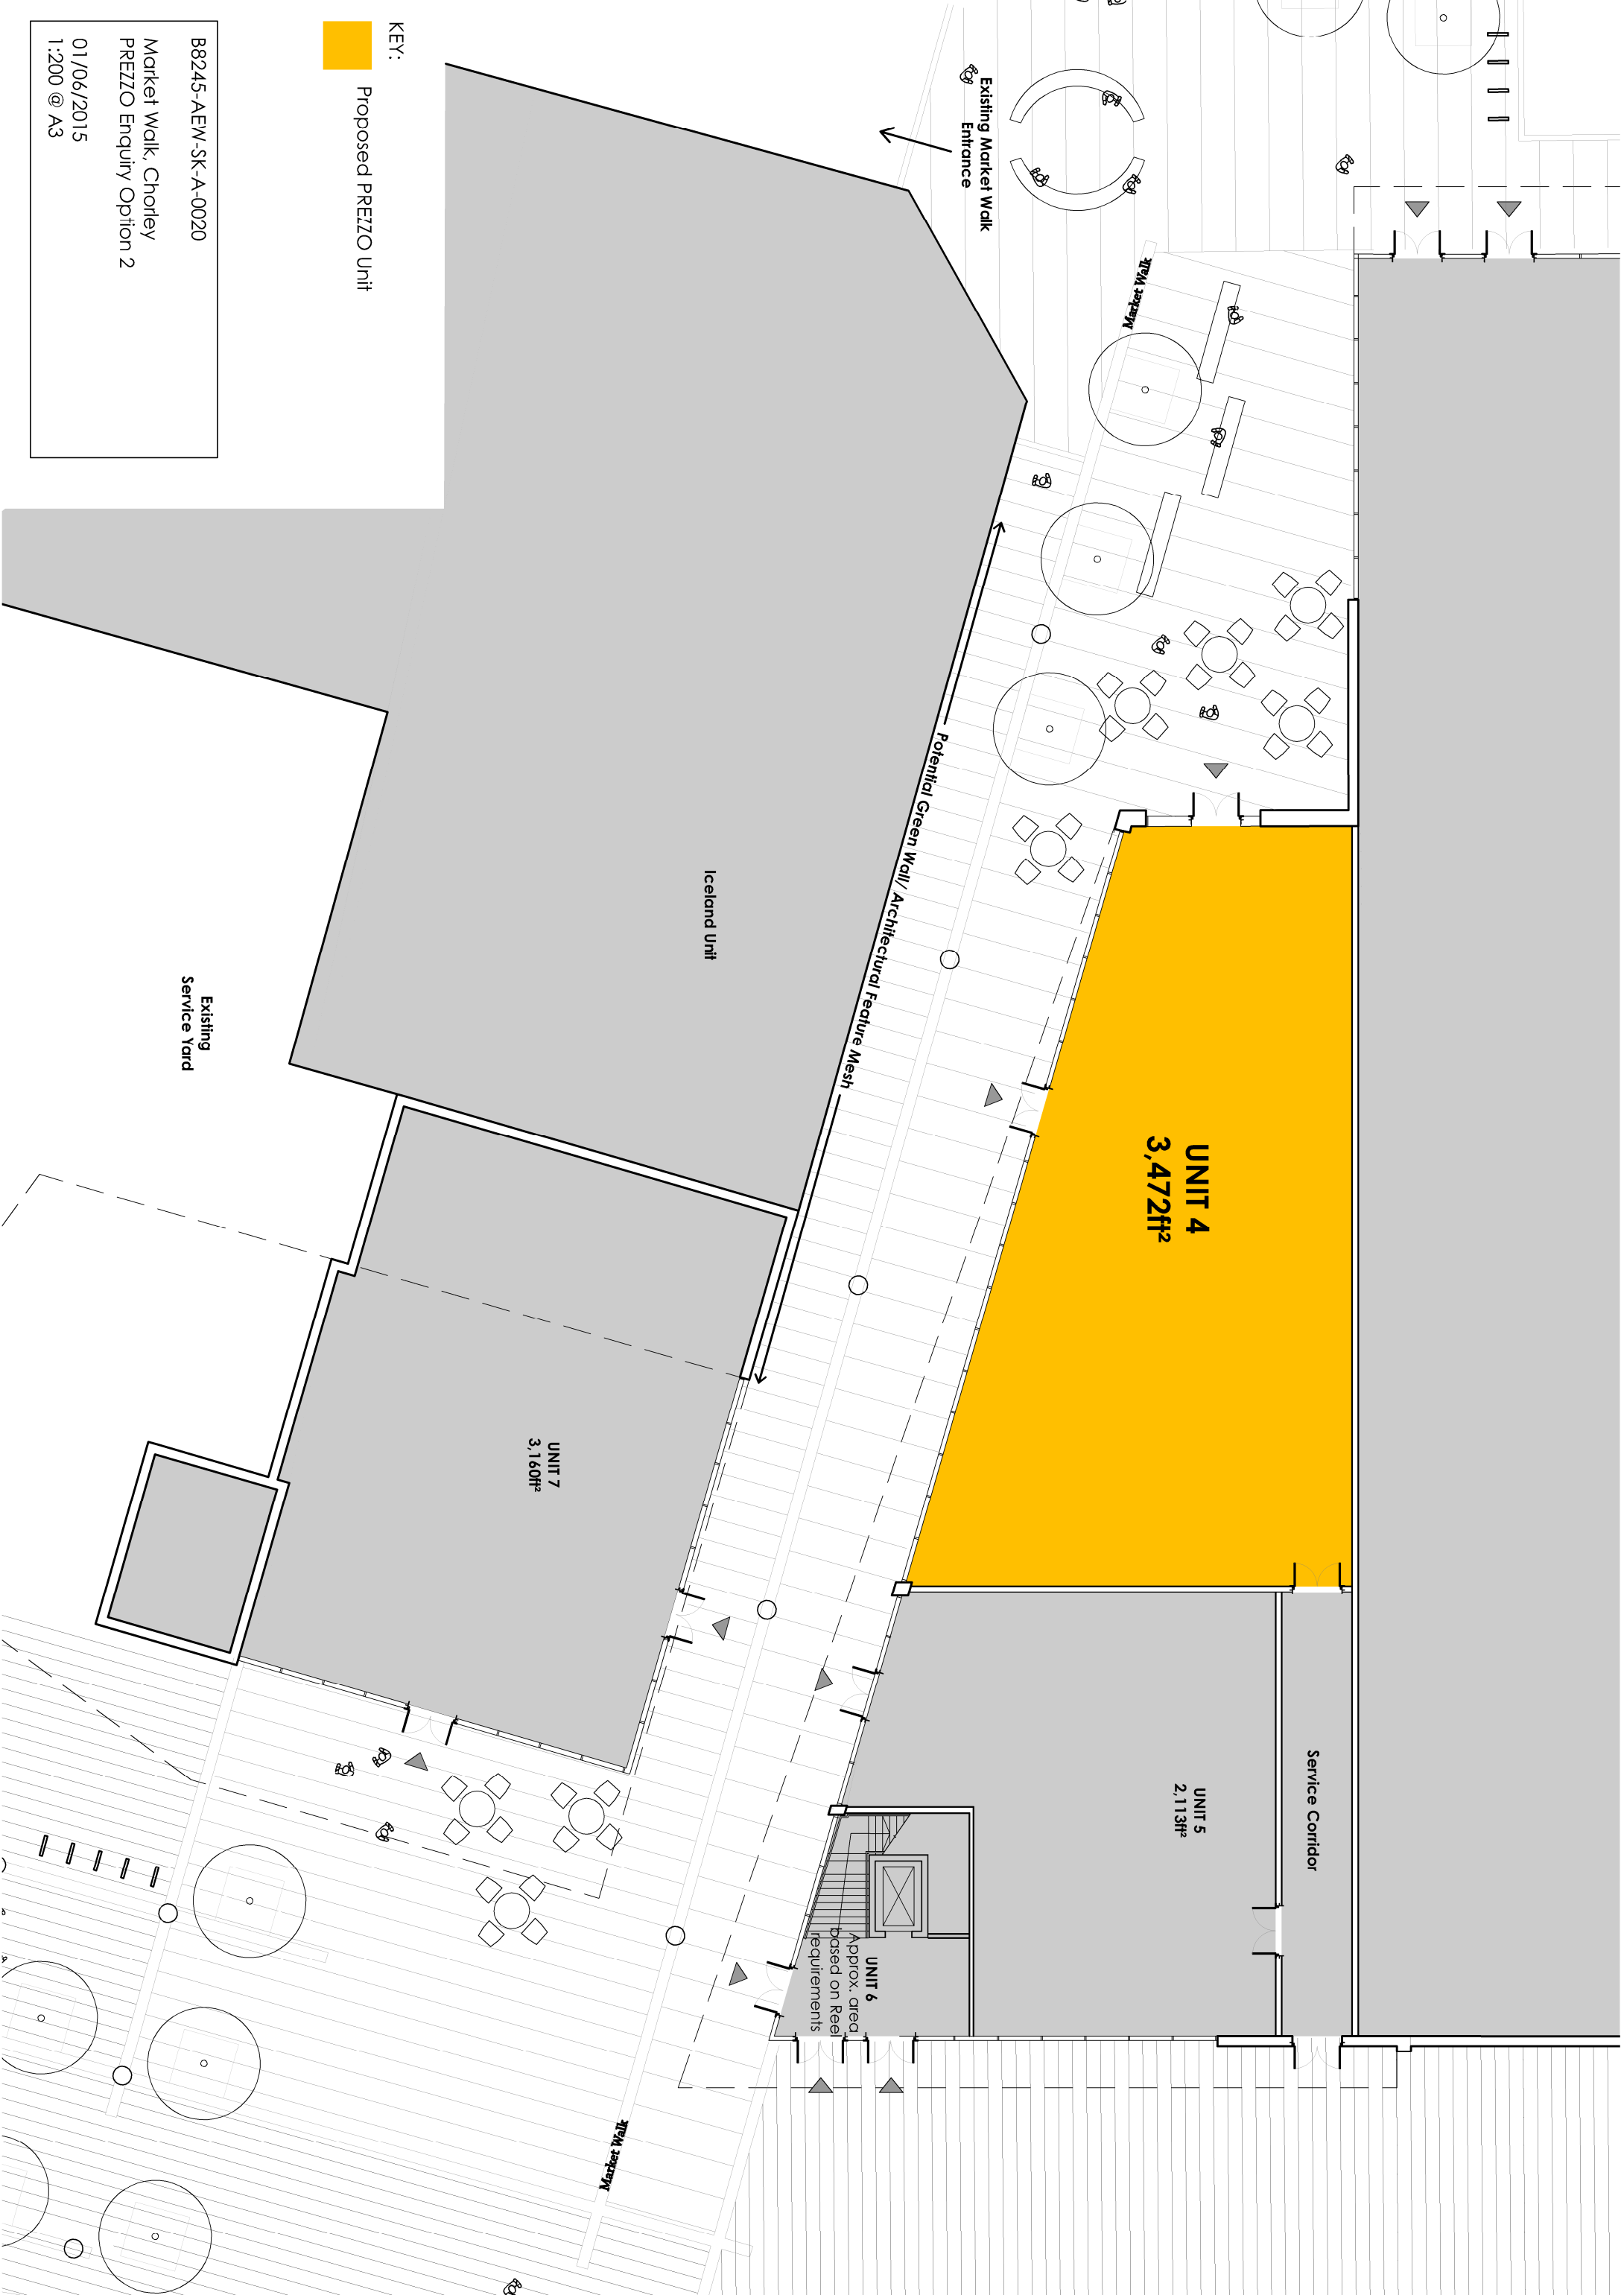 Existing Market Walk
Entrance
Market Walk
Potential Green Wall/ Architectural Feature Mesh
UNIT 4
3,472ft²
Iceland Unit
Existing
Service Yard
UNIT 7
3,160ft²
Service Corridor
UNIT 5
2,113ft²
UNIT 6
Approx. area
based on Reel
requirements
Market Walk
KEY:
Proposed PREZZO Unit
B8245-AEW-SK-A-0020
Market Walk, Chorley
PREZZO Enquiry Option 2
01/06/2015
1:200 @ A3